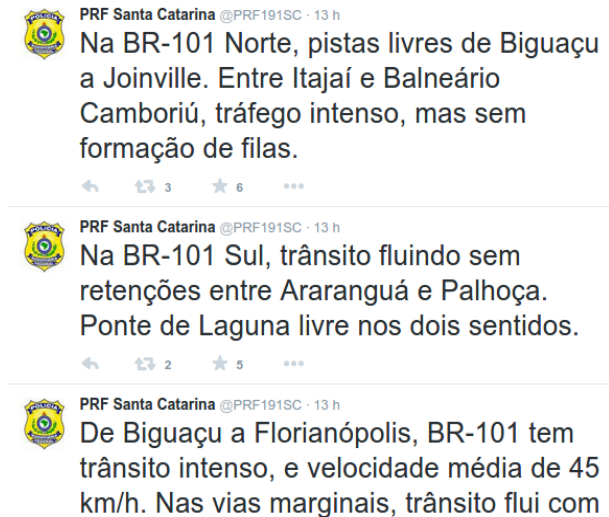 PRF Santa Catarina @PRF191SC · 13 h
Na BR-101 Norte, pistas livres de Biguaçu
a Joinville. Entre Itajaí e Balneário
Camboriú, tráfego intenso, mas sem
formação de filas.
3 6
PRF Santa Catarina @PRF191SC · 13 h
Na BR-101 Sul, trânsito fluindo sem
retenções entre Araranguá e Palhoça.
Ponte de Laguna livre nos dois sentidos.
2 5
PRF Santa Catarina @PRF191SC · 13 h
De Biguaçu a Florianópolis, BR-101 tem
trânsito intenso, e velocidade média de 45
km/h. Nas vias marginais, trânsito flui com